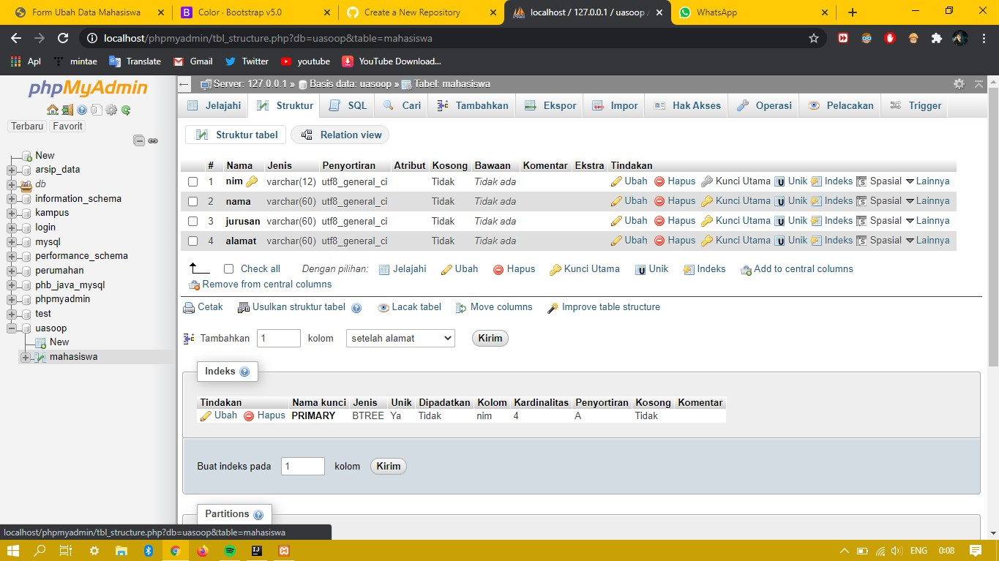 Form Ubah Data Mahasiswa
Color · Bootstrap v5.0
Create a New Repository
localhost / 127.0.0.1 / uasoop /
WhatsApp
localhost/phpmyadmin/tbl_structure.php?db=uasoop&table=mahasiswa
Apl
mintae
Translate
Gmail
Twitter
youtube
YouTube Download...
phpMyAdmin
Terbaru Favorit
New
arsip_data
db
information_schema
kampus
login
mysql
performance_schema
perumahan
phb_java_mysql
phpmyadmin
test
uasoop
New
mahasiswa
Server: 127.0.0.1 » Basis data: uasoop » Tabel: mahasiswa
Jelajahi Struktur SQL Cari Tambahkan Ekspor Impor Hak Akses Operasi Pelacakan Trigger
Struktur tabel Relation view
# Nama Jenis Penyortiran Atribut Kosong Bawaan Komentar Ekstra Tindakan
1 nim varchar(12) utf8_general_ci Tidak Tidak ada Ubah Hapus Kunci Utama Unik Indeks Spasial Lainnya
2 nama varchar(60) utf8_general_ci Tidak Tidak ada Ubah Hapus Kunci Utama Unik Indeks Spasial Lainnya
3 jurusan varchar(60) utf8_general_ci Tidak Tidak ada Ubah Hapus Kunci Utama Unik Indeks Spasial Lainnya
4 alamat varchar(60) utf8_general_ci Tidak Tidak ada Ubah Hapus Kunci Utama Unik Indeks Spasial Lainnya
Check all Dengan pilihan: Jelajahi Ubah Hapus Kunci Utama Unik Indeks Add to central columns
Remove from central columns
Cetak Usulkan struktur tabel Lacak tabel Move columns Improve table structure
Tambahkan 1 kolom setelah alamat Kirim
Indeks
Tindakan Nama kunci Jenis Unik Dipadatkan Kolom Kardinalitas Penyortiran Kosong Komentar
Ubah Hapus PRIMARY BTREE Ya Tidak nim 4 A Tidak
Buat indeks pada 1 kolom Kirim
Partitions
localhost/phpmyadmin/tbl_structure.php?db=uasoop&table=mahasiswa
ENG 0:08